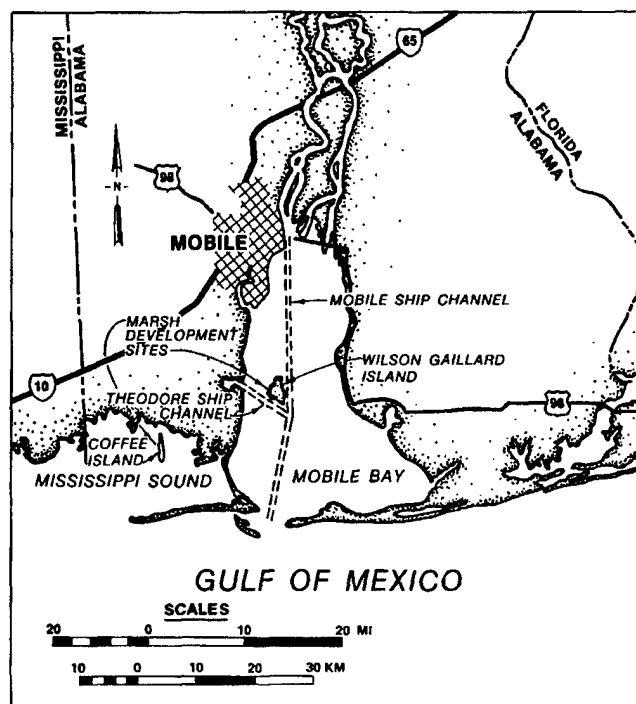 MISSISSIPPI
ALABAMA
65
FLORIDA
ALABAMA
98
N
MOBILE
MOBILE SHIP CHANNEL
MARSH
DEVELOPMENT
SITES
WILSON GAILLARD
ISLAND
10
THEODORE SHIP
CHANNEL
98
COFFEE
ISLAND
MISSISSIPPI SOUND
MOBILE BAY
GULF OF MEXICO
SCALES
20 0 10 20 MI
10 0 10 20 30 KM